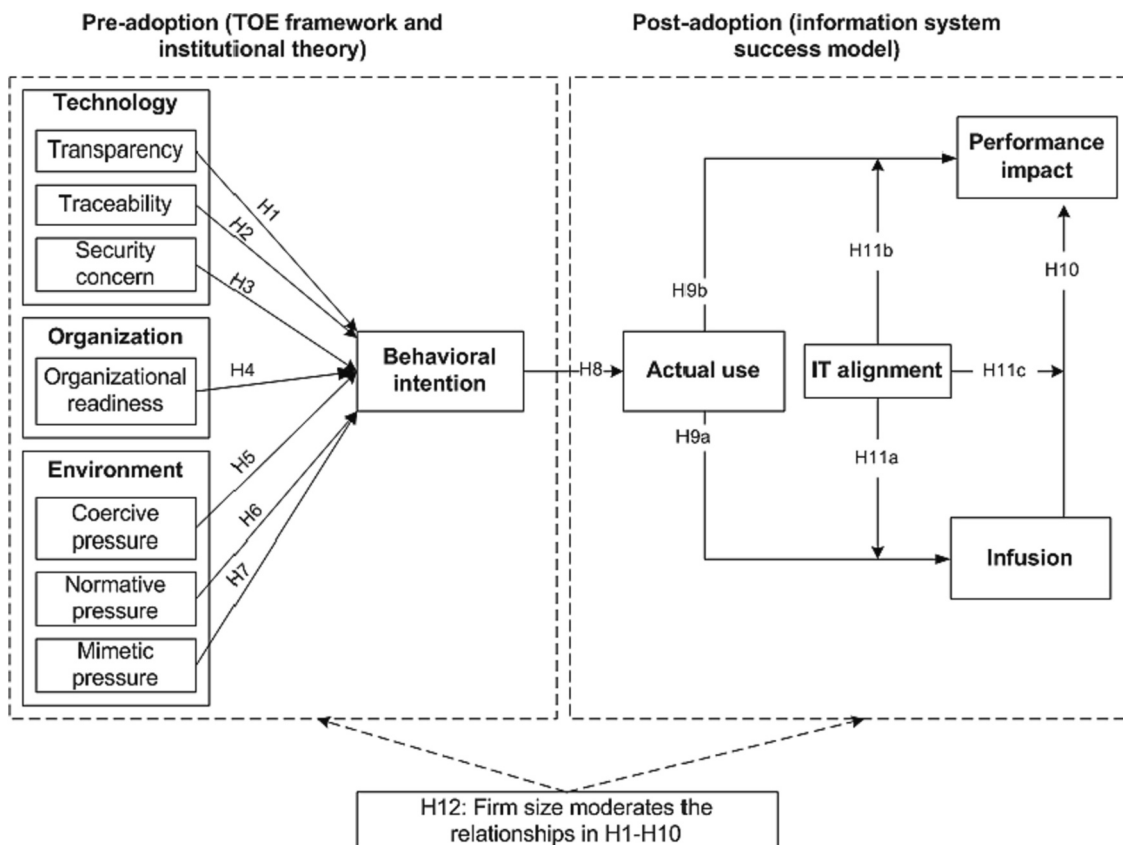 Pre-adoption (TOE framework and
institutional theory)
Post-adoption (information system
success model)
Technology
Transparency
Traceability
Security
concern
Organization
Organizational
readiness
Environment
Coercive
pressure
Normative
pressure
Mimetic
pressure
H1
H2
H3
H4
H5
H6
H7
Behavioral
intention
H8
Actual use
H9b
H9a
IT alignment
H11b
H11c
H11a
H10
Performance
impact
Infusion
H12: Firm size moderates the
relationships in H1-H10